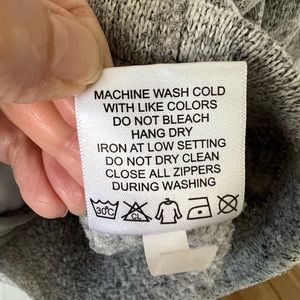 MACHINE WASH COLD
WITH LIKE COLORS
DO NOT BLEACH
HANG DRY
IRON AT LOW SETTING
DO NOT DRY CLEAN
CLOSE ALL ZIPPERS
DURING WASHING
30°C CL